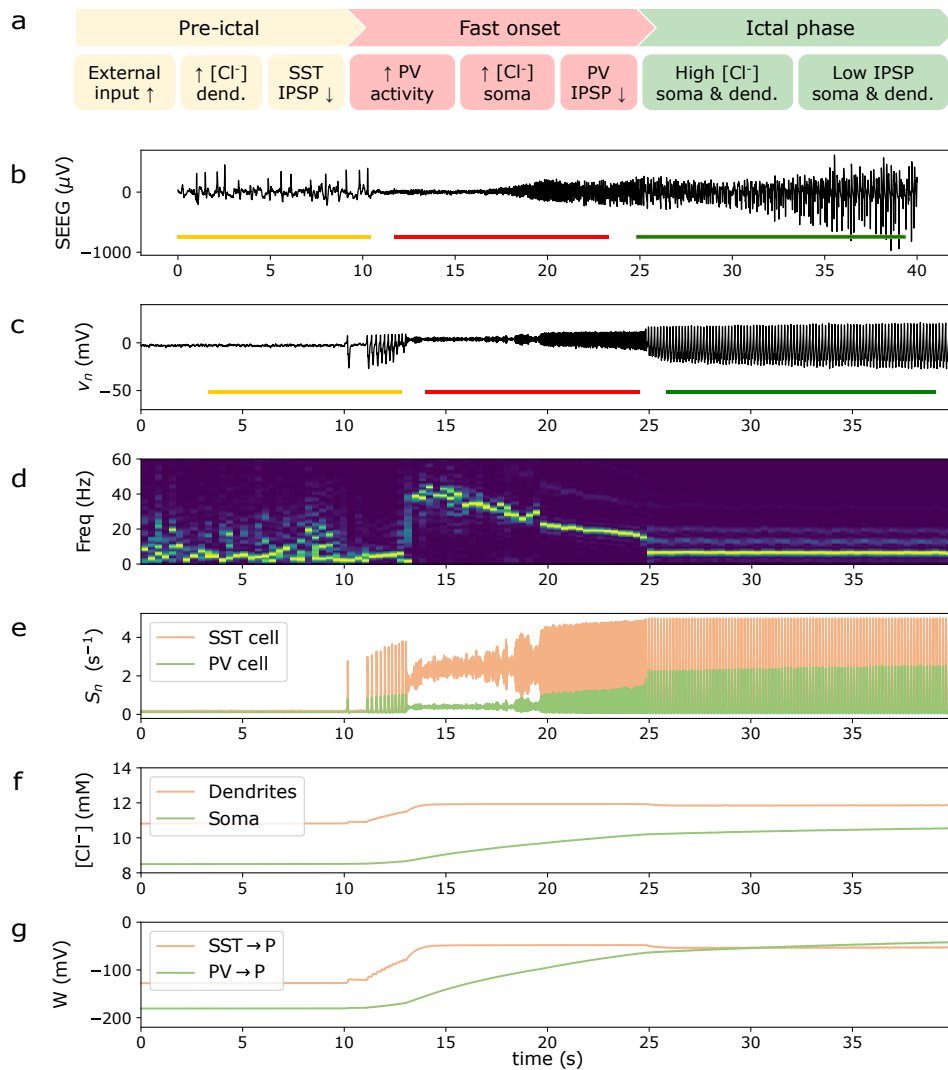 a
Pre-ictal Fast onset Ictal phase
External input ↑
↑ [Cl⁻] dend.
SST IPSP ↓
↑ PV activity
↑ [Cl⁻] soma
PV IPSP ↓
High [Cl⁻] soma & dend.
Low IPSP soma & dend.
b
SEEG (μV)
0
−1000
0 5 10 15 20 25 30 35 40
c
vₙ (mV)
0
−50
5 10 15 20 25 30 35
d
Freq (Hz)
60
40
20
0
5 10 15 20 25 30 35
e
Sₙ (s⁻¹)
4
2
0
SST cell
PV cell
0 5 10 15 20 25 30 35
f
[Cl⁻] (mM)
14
12
10
8
Dendrites
Soma
0 5 10 15 20 25 30 35
g
W (mV)
0
−100
−200
SST → P
PV → P
0 5 10 15 20 25 30 35
time (s)